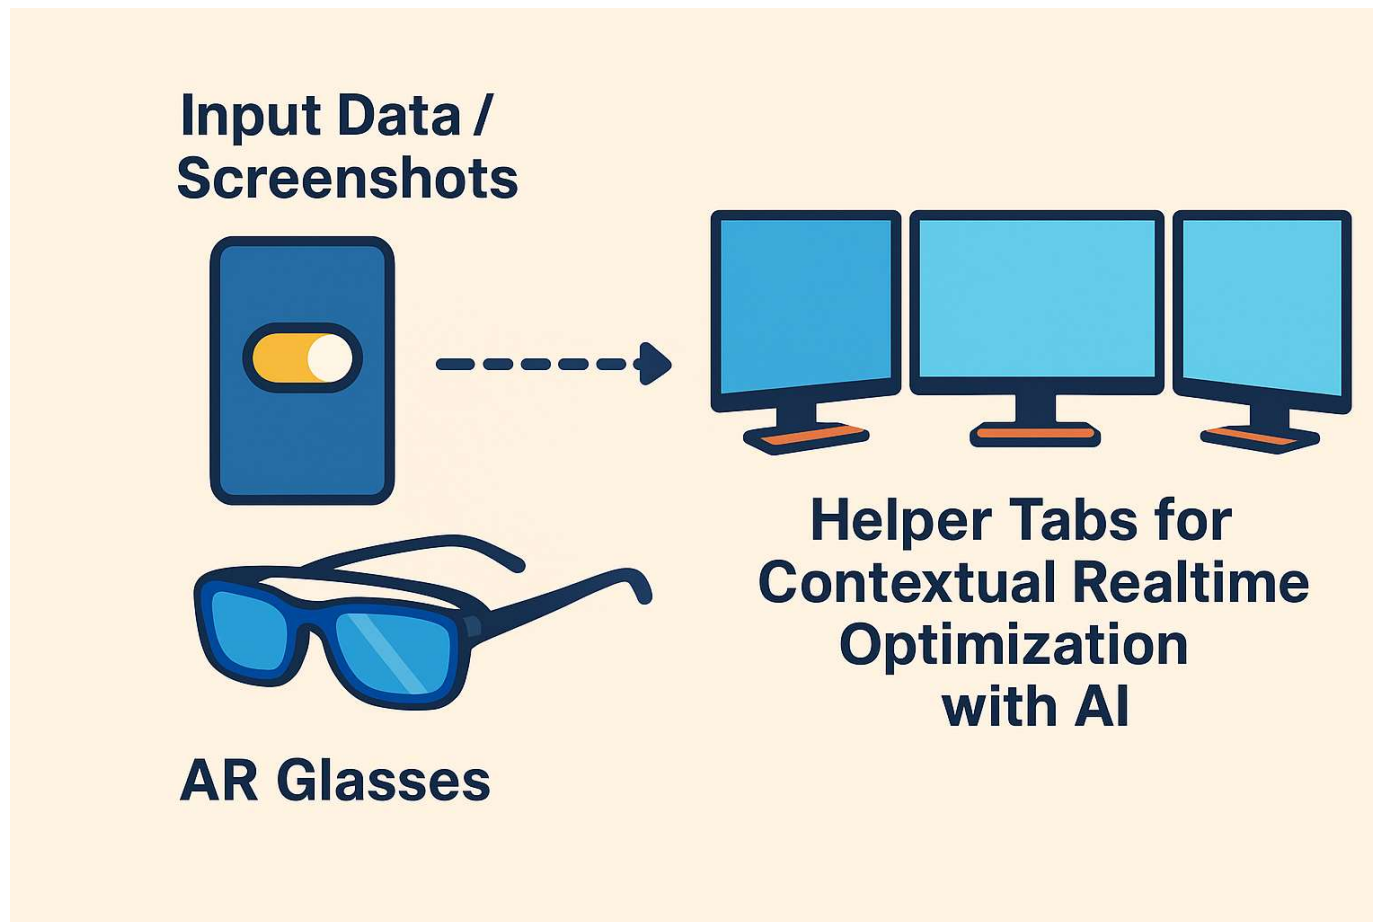 Input Data /
Screenshots
Helper Tabs for
Contextual Realtime
Optimization
with AI
AR Glasses